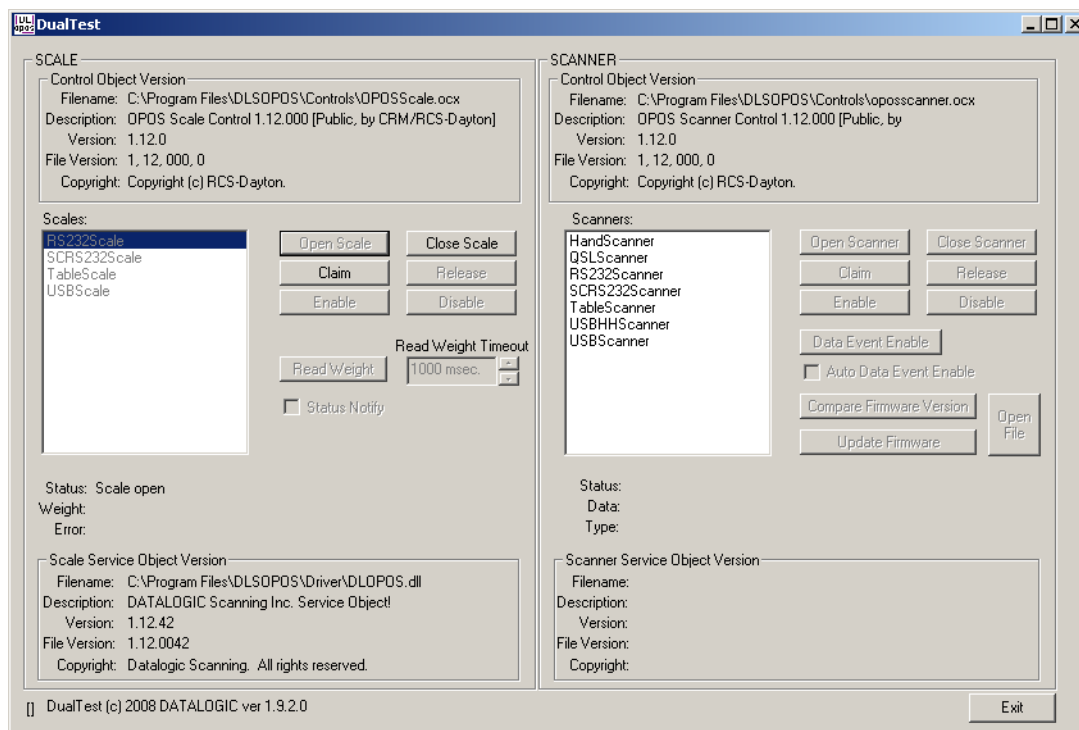 UL
opos
DualTest
SCALE
Control Object Version
Filename: C:\Program Files\DLSOPOS\Controls\OPOSScale.ocx
Description: OPOS Scale Control 1.12.000 [Public, by CRM/RCS-Dayton]
Version: 1.12.0
File Version: 1, 12, 000, 0
Copyright: Copyright (c) RCS-Dayton.
Scales:
RS232Scale
SCRS232Scale
TableScale
USBScale
Open Scale
Close Scale
Claim
Release
Enable
Disable
Read Weight Timeout
Read Weight
1000 msec.
Status Notify
Status: Scale open
Weight:
Error:
Scale Service Object Version
Filename: C:\Program Files\DLSOPOS\Driver\DLOPOS.dll
Description: DATALOGIC Scanning Inc. Service Object!
Version: 1.12.42
File Version: 1.12.0042
Copyright: Datalogic Scanning. All rights reserved.
SCANNER
Control Object Version
Filename: C:\Program Files\DLSOPOS\Controls\oposscanner.ocx
Description: OPOS Scanner Control 1.12.000 [Public, by
Version: 1.12.0
File Version: 1, 12, 000, 0
Copyright: Copyright (c) RCS-Dayton.
Scanners:
HandScanner
QSLScanner
RS232Scanner
SCRS232Scanner
TableScanner
USBHHScanner
USBScanner
Open Scanner
Close Scanner
Claim
Release
Enable
Disable
Data Event Enable
Auto Data Event Enable
Compare Firmware Version
Open File
Update Firmware
Status:
Data:
Type:
Scanner Service Object Version
Filename:
Description:
Version:
File Version:
Copyright:
[] DualTest (c) 2008 DATALOGIC ver 1.9.2.0
Exit